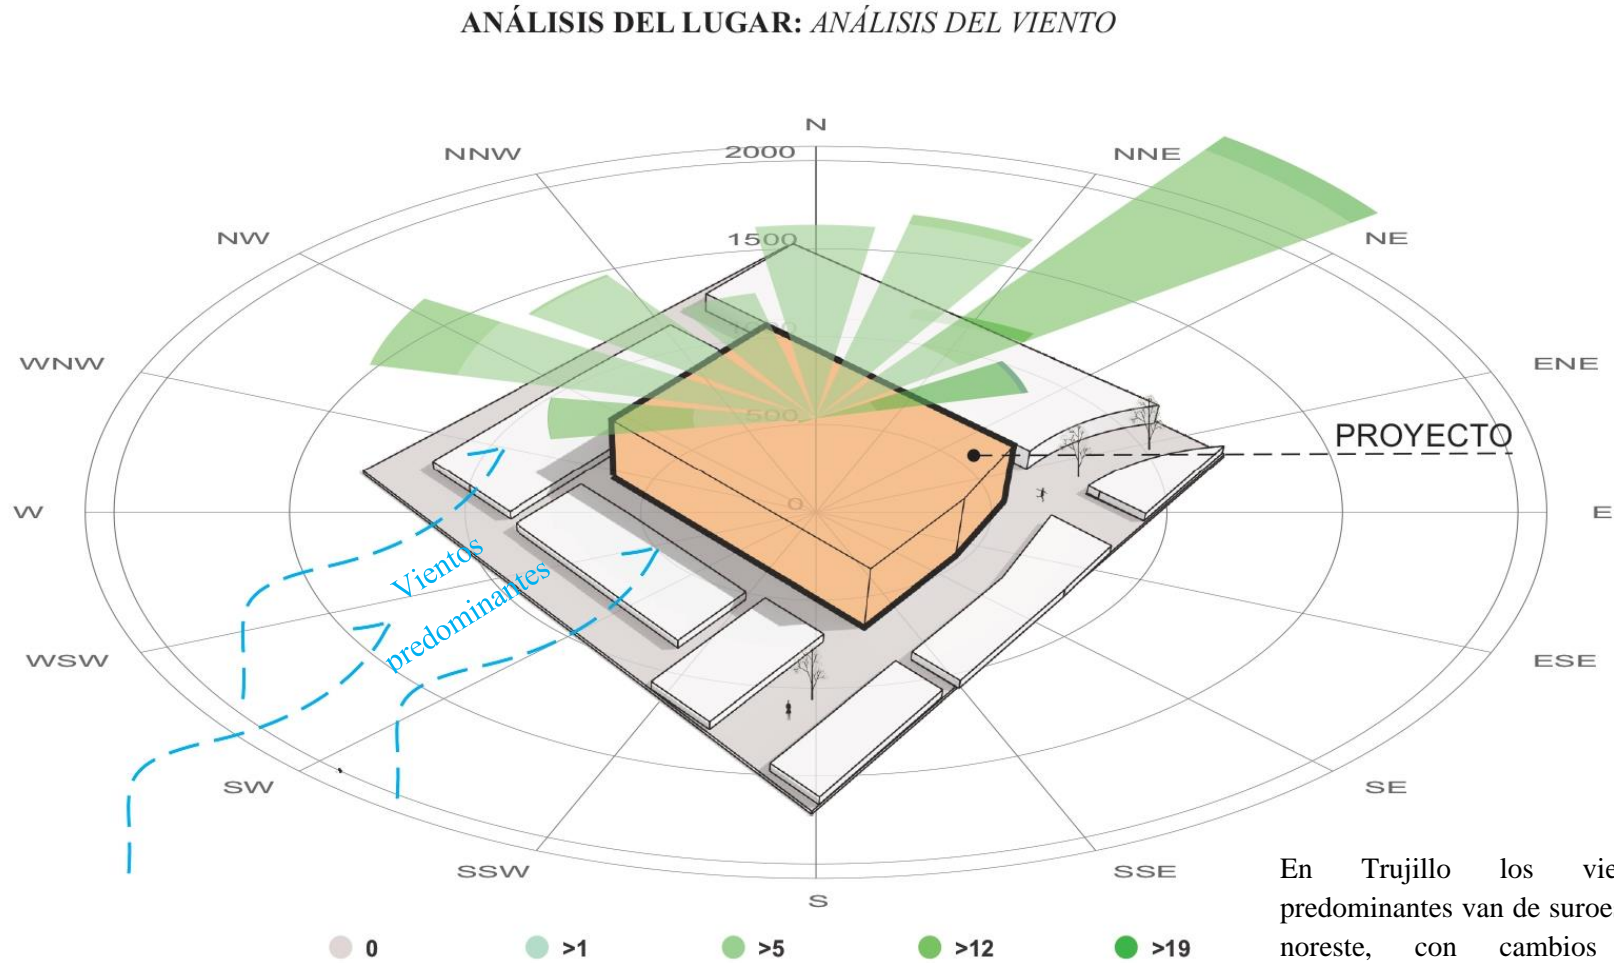 ANÁLISIS DEL LUGAR: ANÁLISIS DEL VIENTO
N
NNW
2000
NNE
NW
1500
NE
WNW
ENE
500
PROYECTO
0
W
E
Vientos
predominantes
WSW
ESE
SW
SE
SSW
SSE
S
En Trujillo los
predominantes van de
noreste, con cambios
0
>1
>5
>12
>19